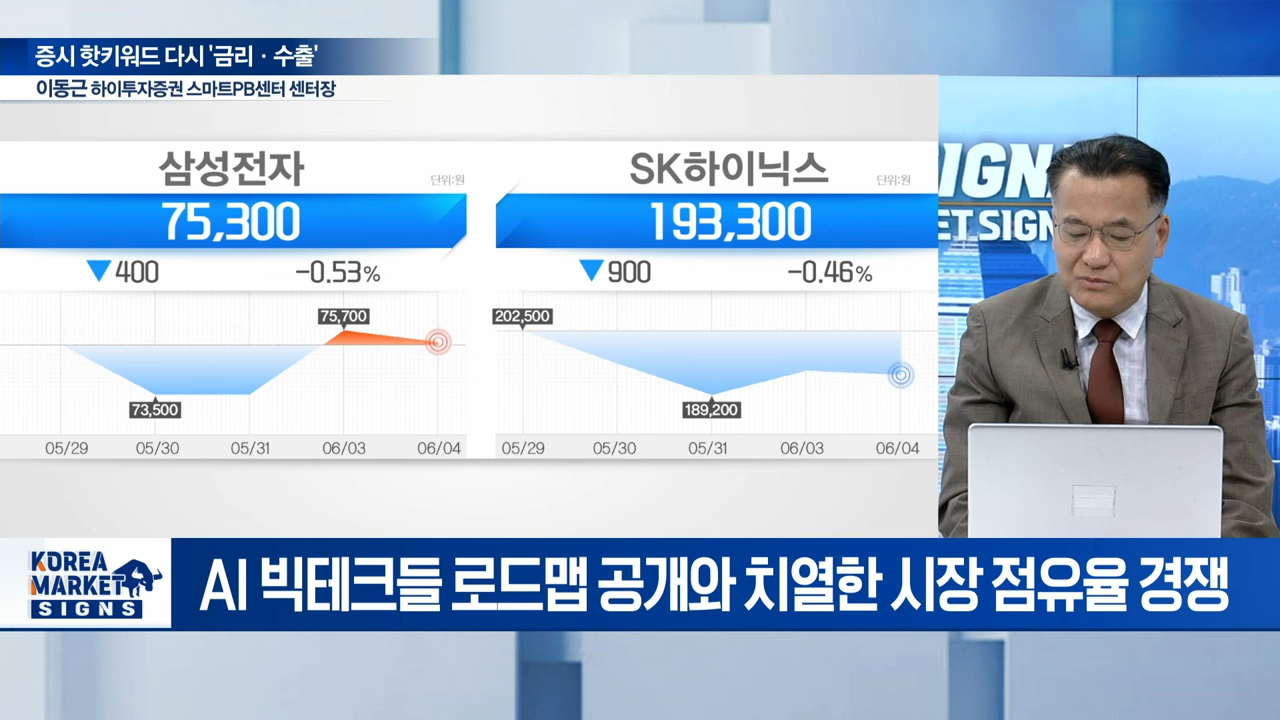 증시 핫키워드 다시 '금리 · 수출'
이동근 하이투자증권 스마트PB센터 센터장
삼성전자
단위:원
75,300
▼400 -0.53%
75,700
73,500
05/29 05/30 05/31 06/03 06/04
SK하이닉스
단위:원
193,300
▼900 -0.46%
202,500
189,200
05/29 05/30 05/31 06/03 06/04
SIGN
ET SIGN
KOREA
MARKET
SIGNS
AI 빅테크들 로드맵 공개와 치열한 시장 점유율 경쟁